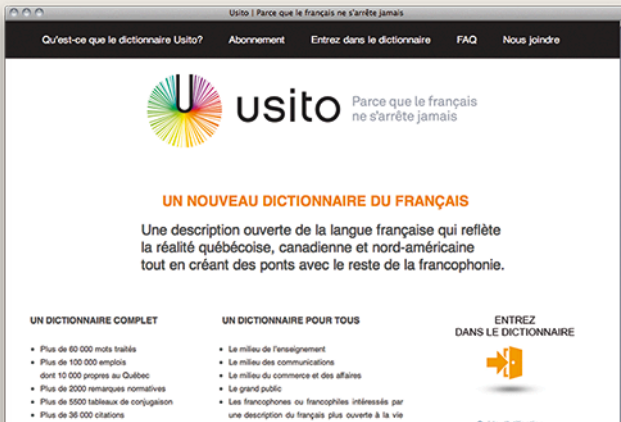 Usito | Parce que le français ne s'arrête jamais
Qu'est-ce que le dictionnaire Usito? Abonnement Entrez dans le dictionnaire FAQ Nous joindre
usito Parce que le français
ne s'arrête jamais
UN NOUVEAU DICTIONNAIRE DU FRANÇAIS
Une description ouverte de la langue française qui reflète
la réalité québécoise, canadienne et nord-américaine
tout en créant des ponts avec le reste de la francophonie.
UN DICTIONNAIRE COMPLET
• Plus de 60 000 mots traités
• Plus de 100 000 emplois
dont 10 000 propres au Québec
• Plus de 2000 remarques normatives
• Plus de 5500 tableaux de conjugaison
• Plus de 36 000 citations
UN DICTIONNAIRE POUR TOUS
• Le milieu de l'enseignement
• Le milieu des communications
• Le milieu du commerce et des affaires
• Le grand public
• Les francophones ou francophiles intéressés par
une description du français plus ouverte à la vie
ENTREZ
DANS LE DICTIONNAIRE